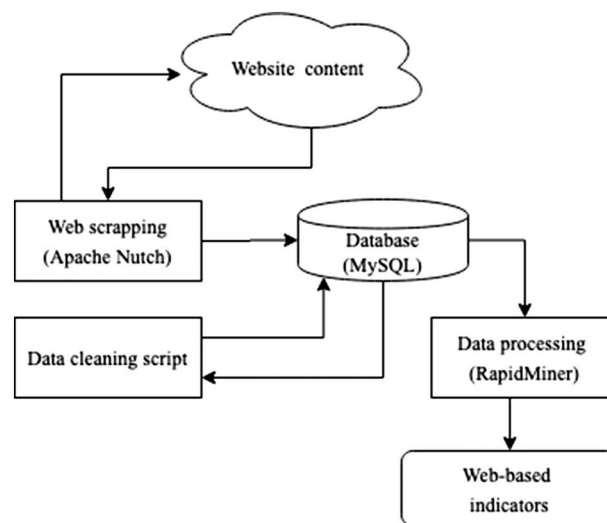 Website content
Web scrapping
(Apache Nutch)
Database
(MySQL)
Data cleaning script
Data processing
(RapidMiner)
Web-based
indicators